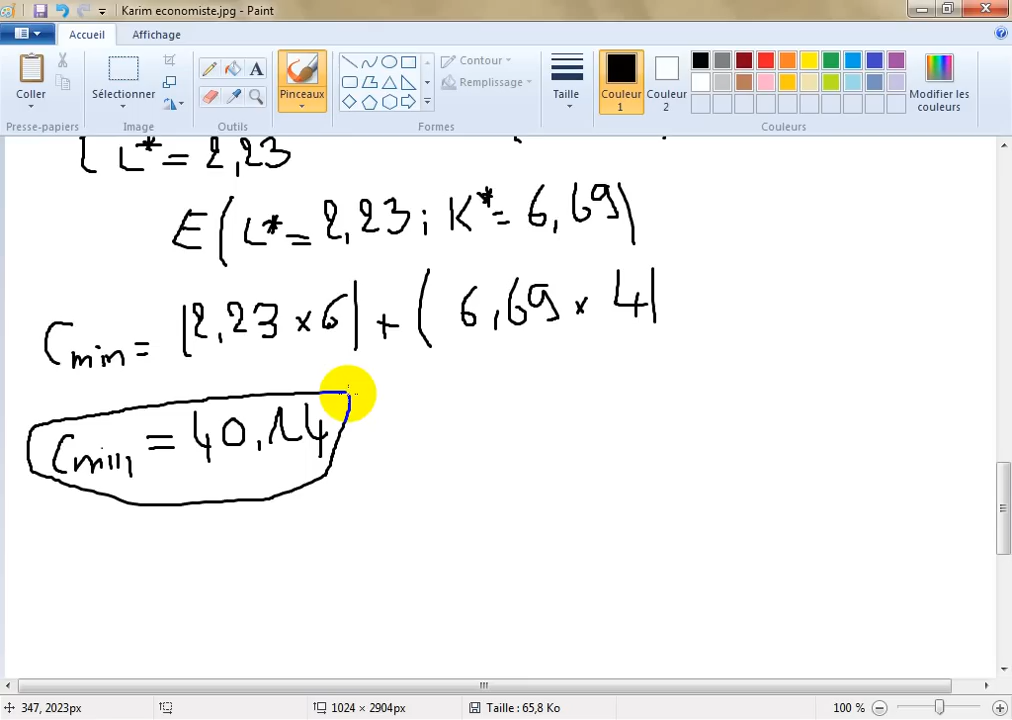 Karim economiste.jpg - Paint
Accueil Affichage
Coller
Sélectionner
Pinceaux
Contour
Remplissage
Taille
Couleur 1
Couleur 2
Modifier les couleurs
Presse-papiers Image Outils Formes Couleurs
L* = 2,23
E( L* = 2,23 ; K* = 6,69)
Cmin = (2,23 × 6) + ( 6,69 × 4)
Cmin = 40,14
347, 2023px 1024 × 2904px Taille : 65,8 Ko 100 %